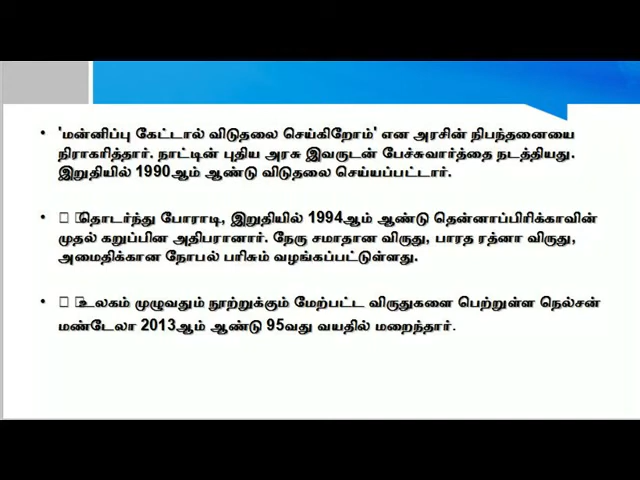 • 'மன்னிப்பு கேட்டால் விடுதலை செய்கிறோம்' என அரசின் நிபந்தனையை
நிராகரித்தார். நாட்டின் புதிய அரசு இவருடன் பேச்சுவார்த்தை நடத்தியது.
இறுதியில் 1990ஆம் ஆண்டு விடுதலை செய்யப்பட்டார்.
• தொடர்ந்து போராடி, இறுதியில் 1994ஆம் ஆண்டு தென்னாப்பிரிக்காவின்
முதல் கறுப்பின அதிபரானார். நேரு சமாதான விருது, பாரத ரத்னா விருது,
அமைதிக்கான நோபல் பரிசும் வழங்கப்பட்டுள்ளது.
• உலகம் முழுவதும் நூற்றுக்கும் மேற்பட்ட விருதுகளை பெற்றுள்ள நெல்சன்
மண்டேலா 2013ஆம் ஆண்டு 95வது வயதில் மறைந்தார்.